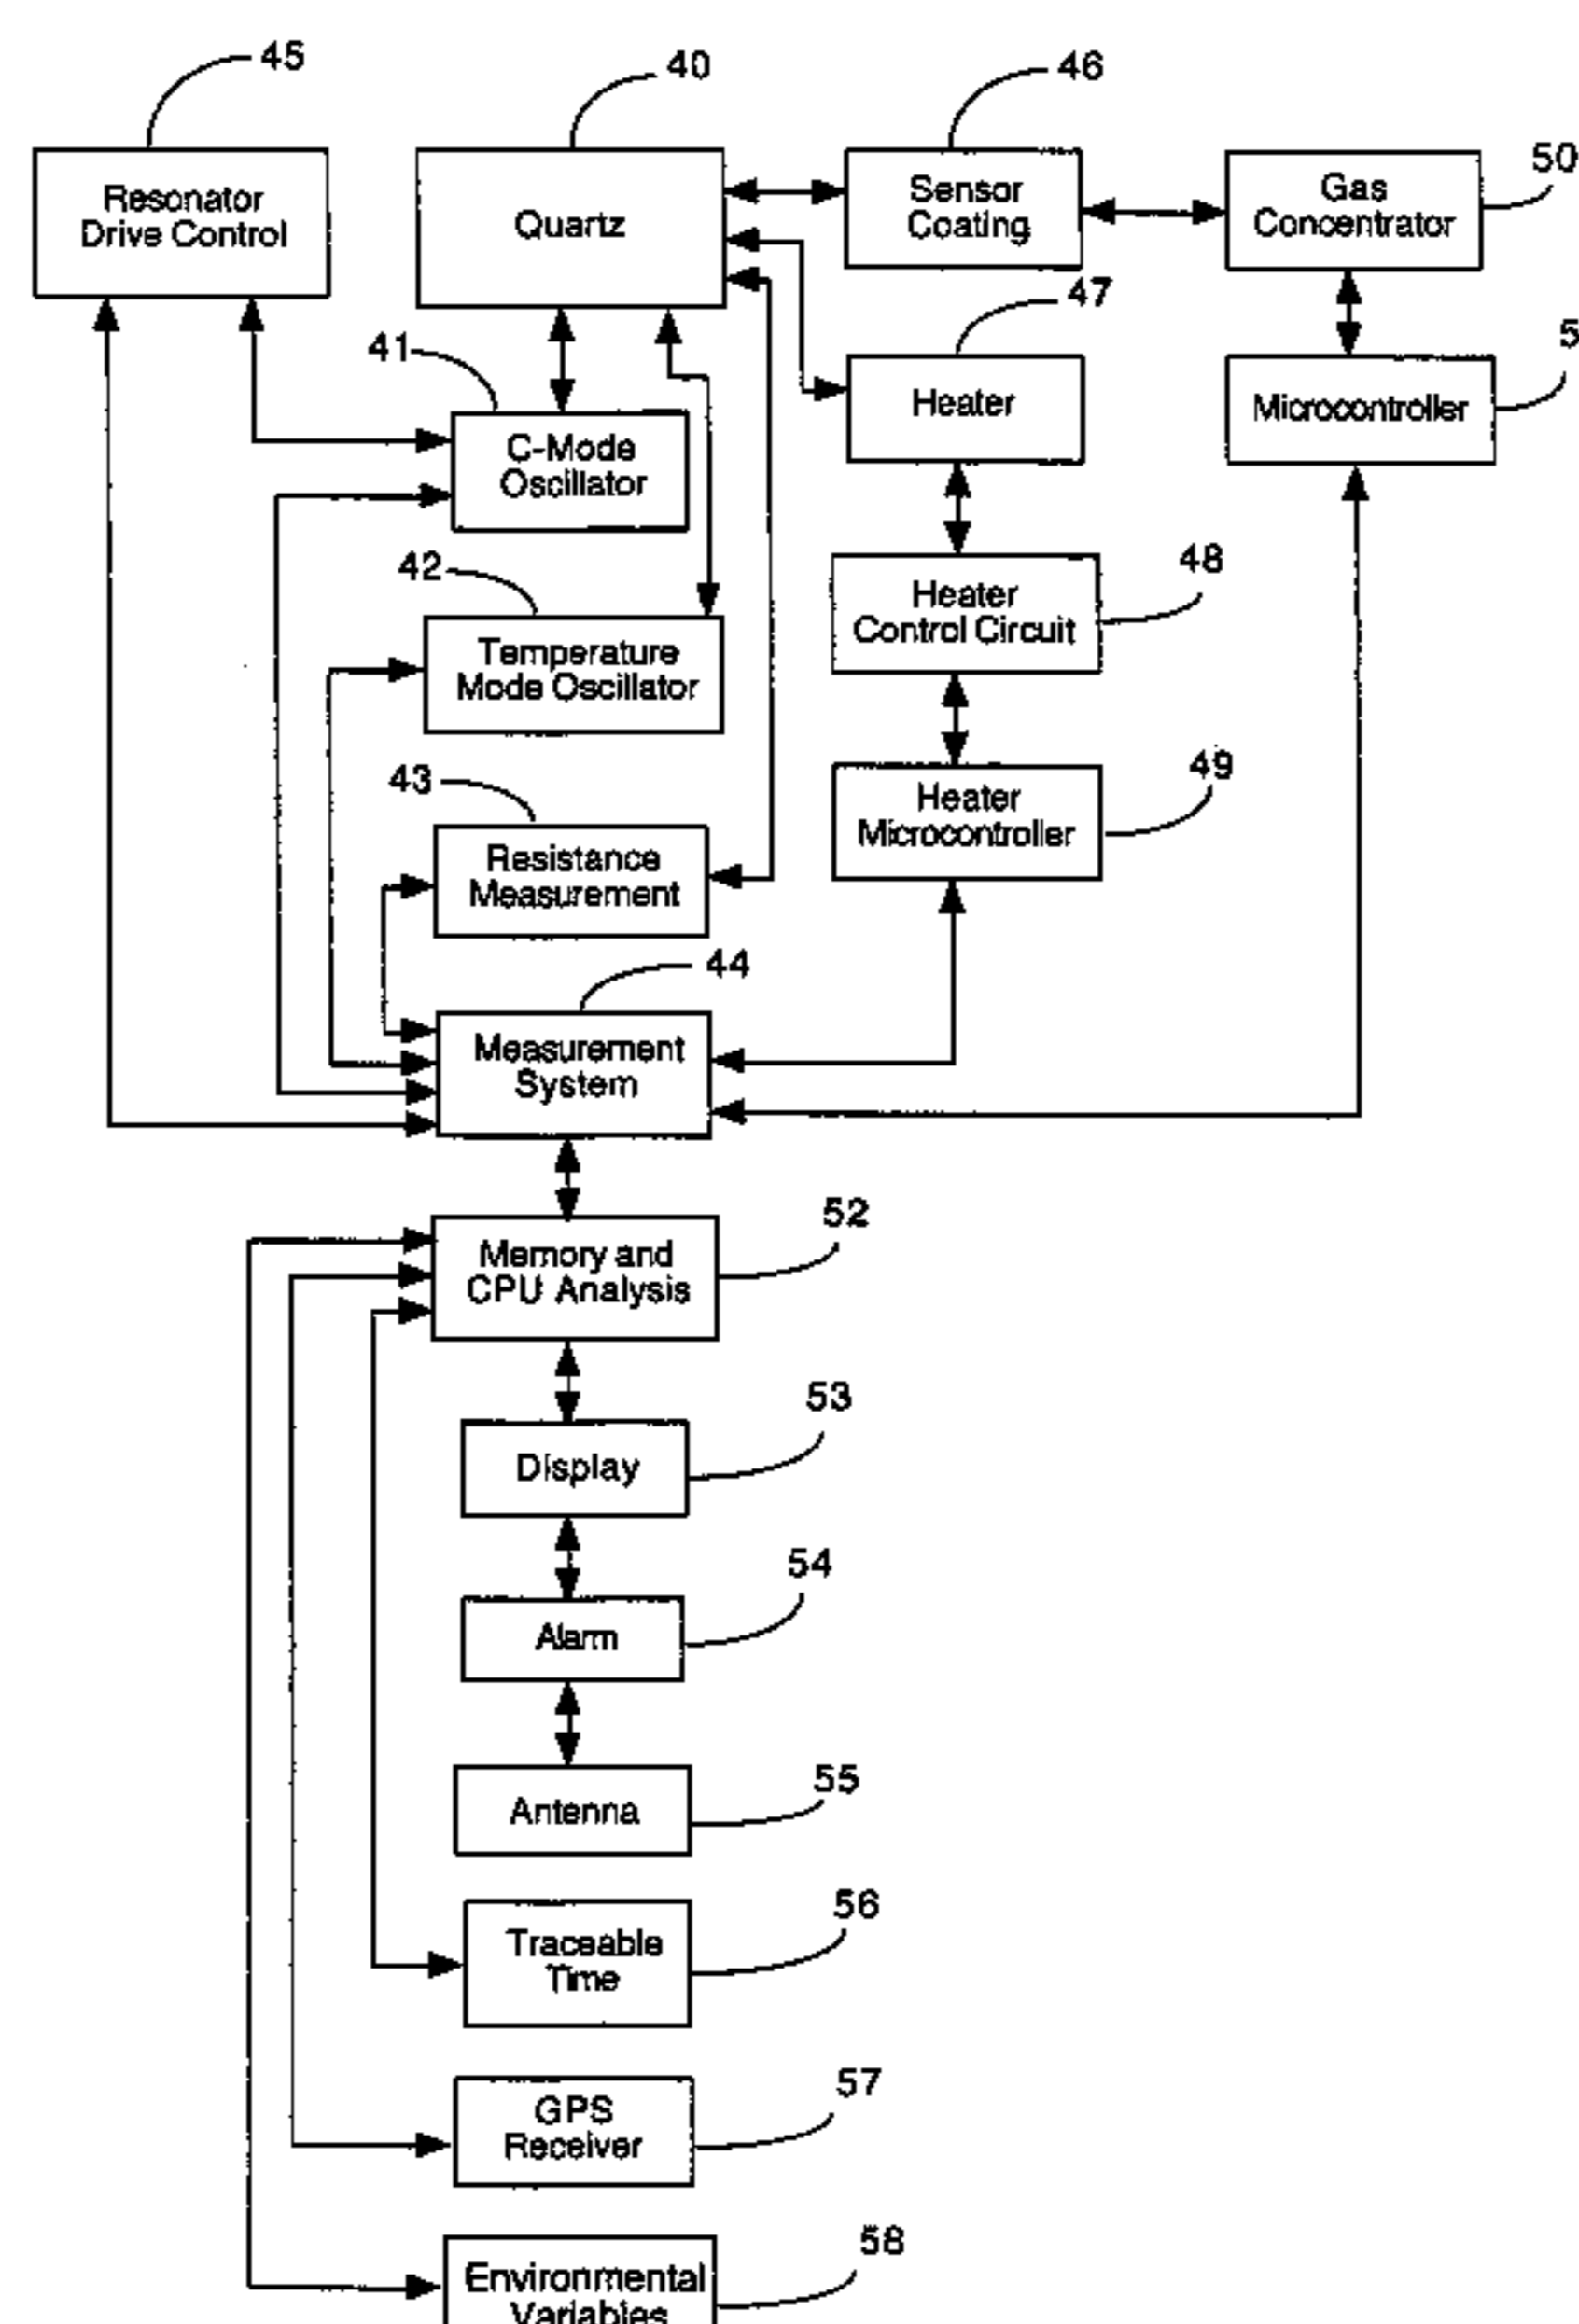 45
40
46
50
Resonator
Drive Control
Quartz
Sensor
Coating
Gas
Concentrator
47
5
41
Heater
Microcontroller
C-Mode
Oscillator
42
48
Heater
Control Circuit
Temperature
Mode Oscillator
43
49
Heater
Microcontroller
Resistance
Measurement
44
Measurement
System
52
Memory and
CPU Analysis
53
Display
54
Alarm
55
Antenna
56
Traceable
Time
57
GPS
Receiver
58
Environmental
Variables